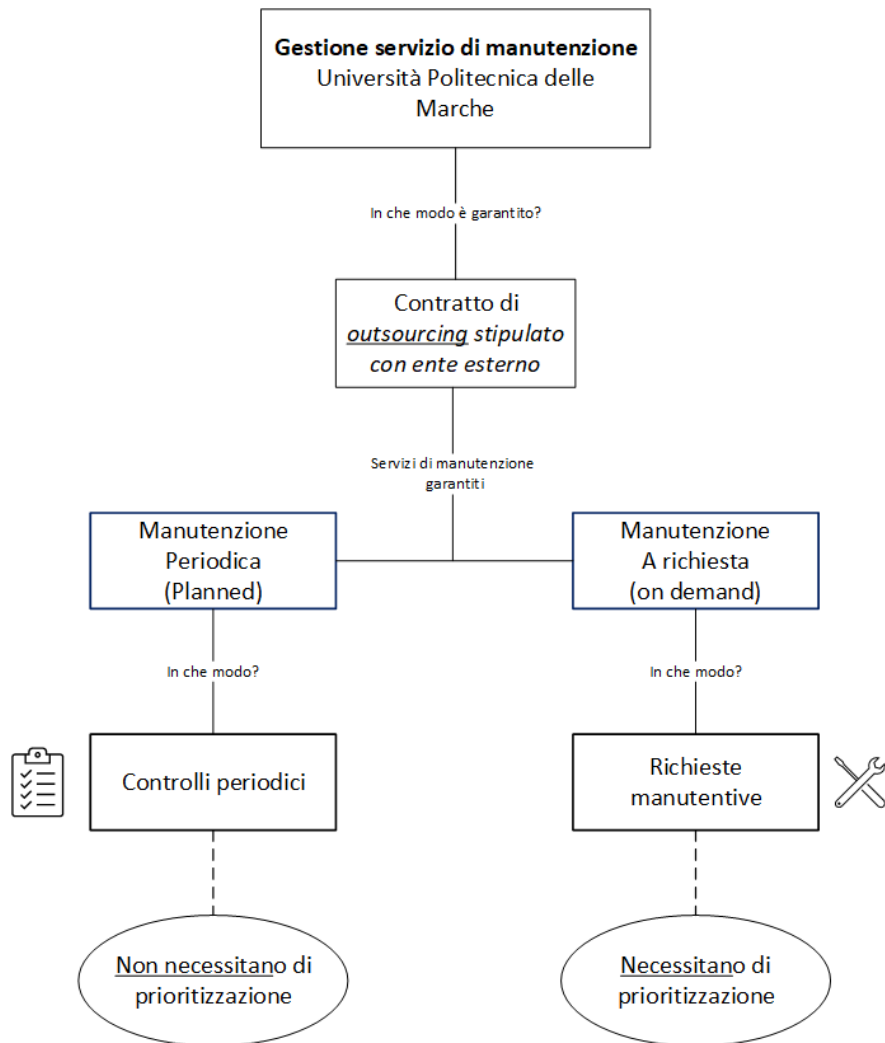 Gestione servizio di manutenzione
Università Politecnica delle
Marche
In che modo è garantito?
Contratto di
outsourcing stipulato
con ente esterno
Servizi di manutenzione
garantiti
Manutenzione
Periodica
(Planned)
Manutenzione
A richiesta
(on demand)
In che modo?
In che modo?
Controlli periodici
Richieste
manutentive
Non necessitano di
prioritizzazione
Necessitano di
prioritizzazione